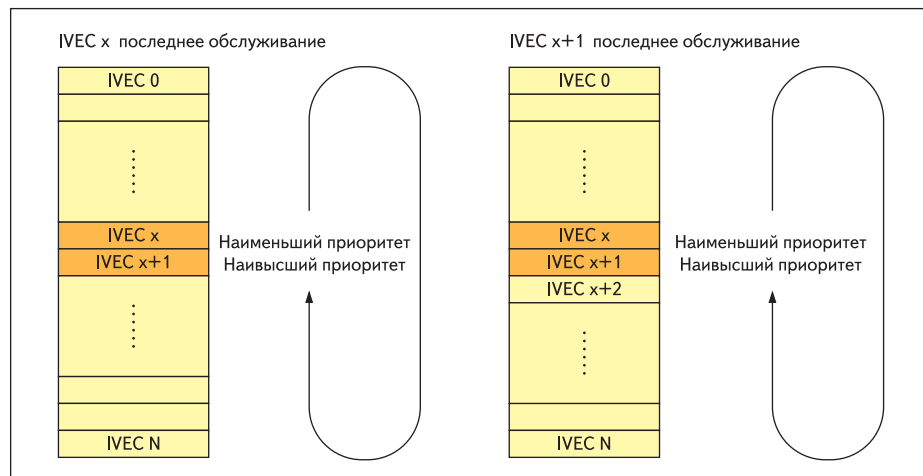 IVEC x последнее обслуживание
IVEC 0
IVEC x
IVEC x+1
IVEC N
Наименьший приоритет
Наивысший приоритет
IVEC x+1 последнее обслуживание
IVEC 0
IVEC x
IVEC x+1
IVEC x+2
IVEC N
Наименьший приоритет
Наивысший приоритет